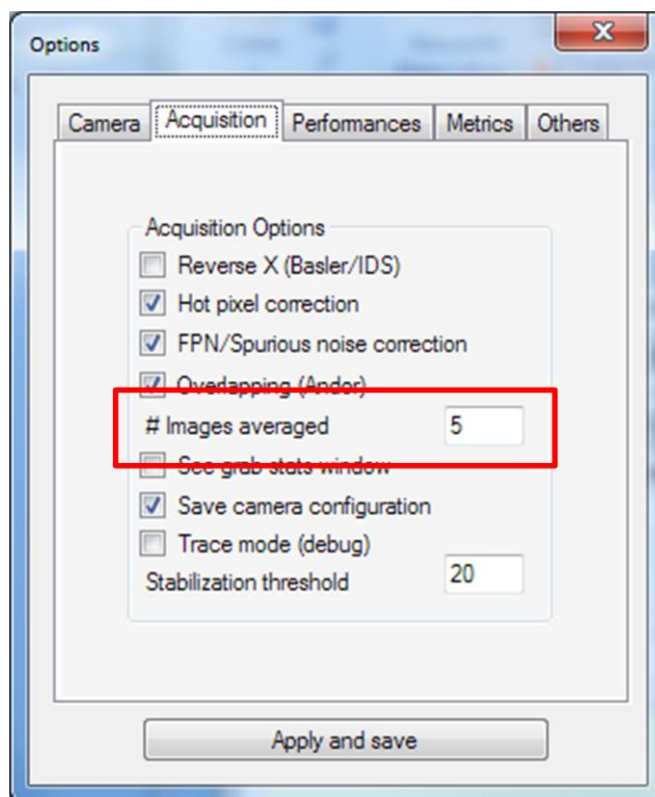 Options
Camera Acquisition Performances Metrics Others
Acquisition Options
Reverse X (Basler/IDS)
Hot pixel correction
FPN/Spurious noise correction
Overlapping (Andor)
# Images averaged 5
See grab stats window
Save camera configuration
Trace mode (debug)
Stabilization threshold 20
Apply and save